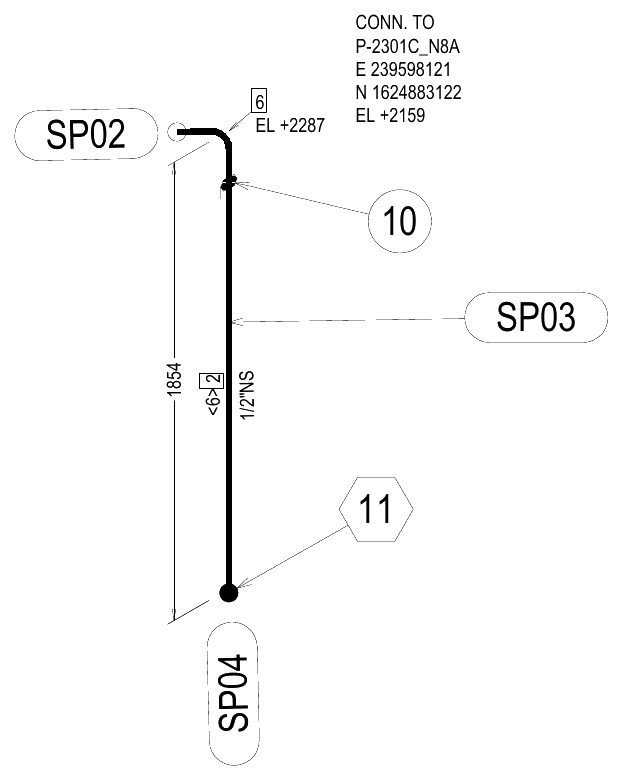 CONN. TO
P-2301C_N8A
E 239598121
N 1624883122
EL +2159
6
EL +2287
SP02
10
SP03
1854
<6> 2
1/2"NS
11
SP04